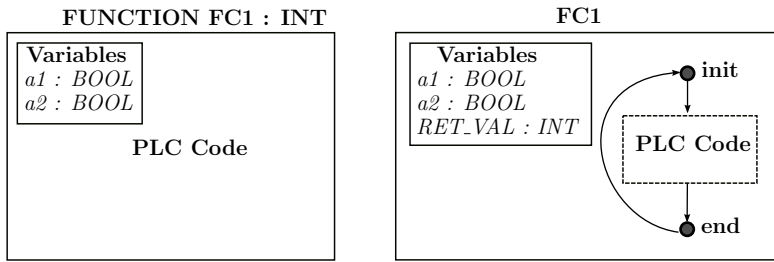 FUNCTION FC1 : INT
Variables
a1 : BOOL
a2 : BOOL
PLC Code
FC1
Variables
a1 : BOOL
a2 : BOOL
RET_VAL : INT
init
PLC Code
end